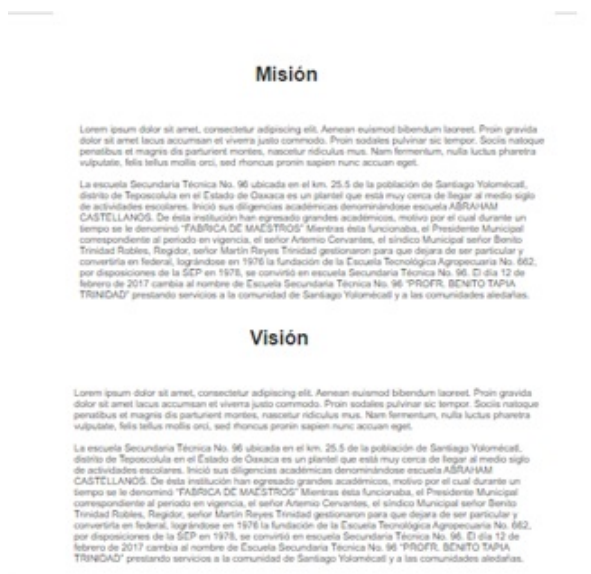 Misión
Lorem ipsum dolor sit amet, consectetur adipiscing elit. Aenean euismod bibendum laoreet. Proin gravida
dolor sit amet lacus accumsan et viverra justo commodo. Proin sodales pulvinar sic tempor. Sociis natoque
penatibus et magnis dis parturient montes, nascetur ridiculus mus. Nam fermentum, nulla luctus pharetra
vulputate, felis tellus mollis orci, sed rhoncus pronin sapien nunc accuan eget.
La escuela Secundaria Técnica No. 96 ubicada en el km. 25.5 de la población de Santiago Yolomécatl,
distrito de Teposcolula en el Estado de Oaxaca es un plantel que está muy cerca de llegar al medio siglo
de actividades escolares. Inició sus diligencias académicas denominándose escuela ABRAHAM
CASTELLANOS. De ésta institución han egresado grandes académicos, motivo por el cual durante un
tiempo se le denominó "FABRICA DE MAESTROS" Mientras ésta funcionaba, el Presidente Municipal
correspondiente al periodo en vigencia, el señor Artemio Cervantes, el síndico Municipal señor Benito
Trinidad Robles, Regidor, señor Martín Reyes Trinidad gestionaron para que dejara de ser particular y
convertirla en federal, lográndose en 1976 la fundación de la Escuela Tecnológica Agropecuaria No. 662,
por disposiciones de la SEP en 1978, se convirtió en escuela Secundaria Técnica No. 96. El día 12 de
febrero de 2017 cambia al nombre de Escuela Secundaria Técnica No. 96 "PROFR. BENITO TAPIA
TRINIDAD" prestando servicios a la comunidad de Santiago Yolomécatl y a las comunidades aledañas.
Visión
Lorem ipsum dolor sit amet, consectetur adipiscing elit. Aenean euismod bibendum laoreet. Proin gravida
dolor sit amet lacus accumsan et viverra justo commodo. Proin sodales pulvinar sic tempor. Sociis natoque
penatibus et magnis dis parturient montes, nascetur ridiculus mus. Nam fermentum, nulla luctus pharetra
vulputate, felis tellus mollis orci, sed rhoncus pronin sapien nunc accuan eget.
La escuela Secundaria Técnica No. 96 ubicada en el km. 25.5 de la población de Santiago Yolomécatl,
distrito de Teposcolula en el Estado de Oaxaca es un plantel que está muy cerca de llegar al medio siglo
de actividades escolares. Inició sus diligencias académicas denominándose escuela ABRAHAM
CASTELLANOS. De ésta institución han egresado grandes académicos, motivo por el cual durante un
tiempo se le denominó "FABRICA DE MAESTROS" Mientras ésta funcionaba, el Presidente Municipal
correspondiente al periodo en vigencia, el señor Artemio Cervantes, el síndico Municipal señor Benito
Trinidad Robles, Regidor, señor Martín Reyes Trinidad gestionaron para que dejara de ser particular y
convertirla en federal, lográndose en 1976 la fundación de la Escuela Tecnológica Agropecuaria No. 662,
por disposiciones de la SEP en 1978, se convirtió en escuela Secundaria Técnica No. 96. El día 12 de
febrero de 2017 cambia al nombre de Escuela Secundaria Técnica No. 96 "PROFR. BENITO TAPIA
TRINIDAD" prestando servicios a la comunidad de Santiago Yolomécatl y a las comunidades aledañas.